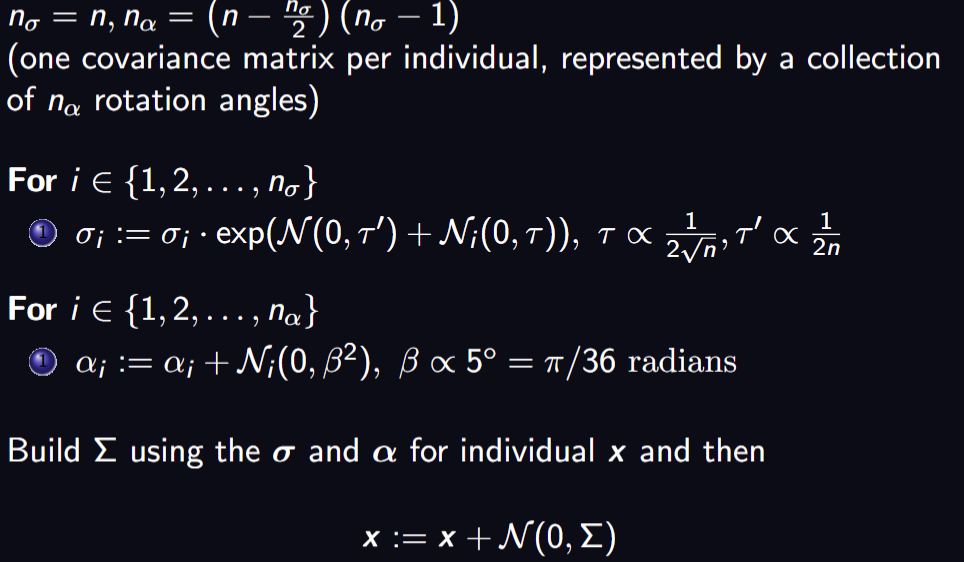 n_σ = n, n_α = (n − n_σ/2) (n_σ − 1)
(one covariance matrix per individual, represented by a collection
of n_α rotation angles)
For i ∈ {1, 2, . . . , n_σ}
1 σ_i := σ_i · exp(𝒩(0, τ′) + 𝒩_i(0, τ)), τ ∝ 1/(2√n), τ′ ∝ 1/(2n)
For i ∈ {1, 2, . . . , n_α}
1 α_i := α_i + 𝒩_i(0, β²), β ∝ 5° = π/36 radians
Build Σ using the σ and α for individual x and then
x := x + 𝒩(0, Σ)